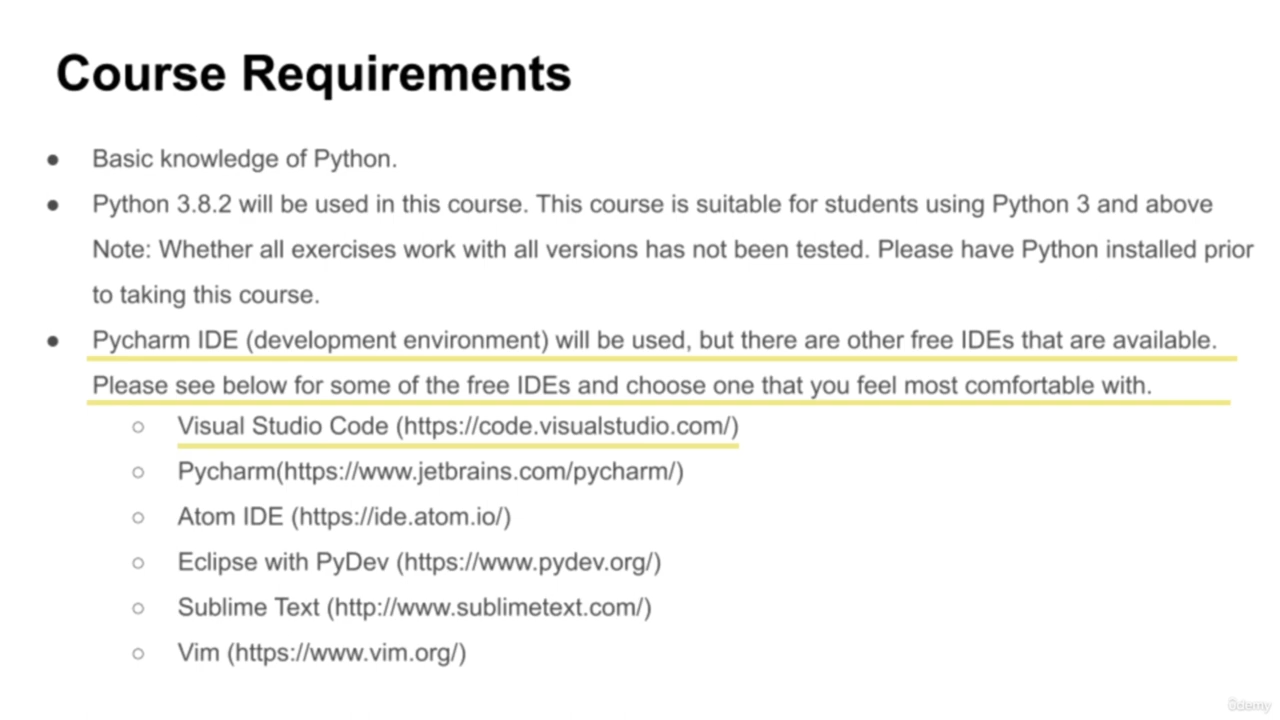 Course Requirements
● Basic knowledge of Python.
● Python 3.8.2 will be used in this course. This course is suitable for students using Python 3 and above
Note: Whether all exercises work with all versions has not been tested. Please have Python installed prior
to taking this course.
● Pycharm IDE (development environment) will be used, but there are other free IDEs that are available.
Please see below for some of the free IDEs and choose one that you feel most comfortable with.
○ Visual Studio Code (https://code.visualstudio.com/)
○ Pycharm(https://www.jetbrains.com/pycharm/)
○ Atom IDE (https://ide.atom.io/)
○ Eclipse with PyDev (https://www.pydev.org/)
○ Sublime Text (http://www.sublimetext.com/)
○ Vim (https://www.vim.org/)
ûdemy